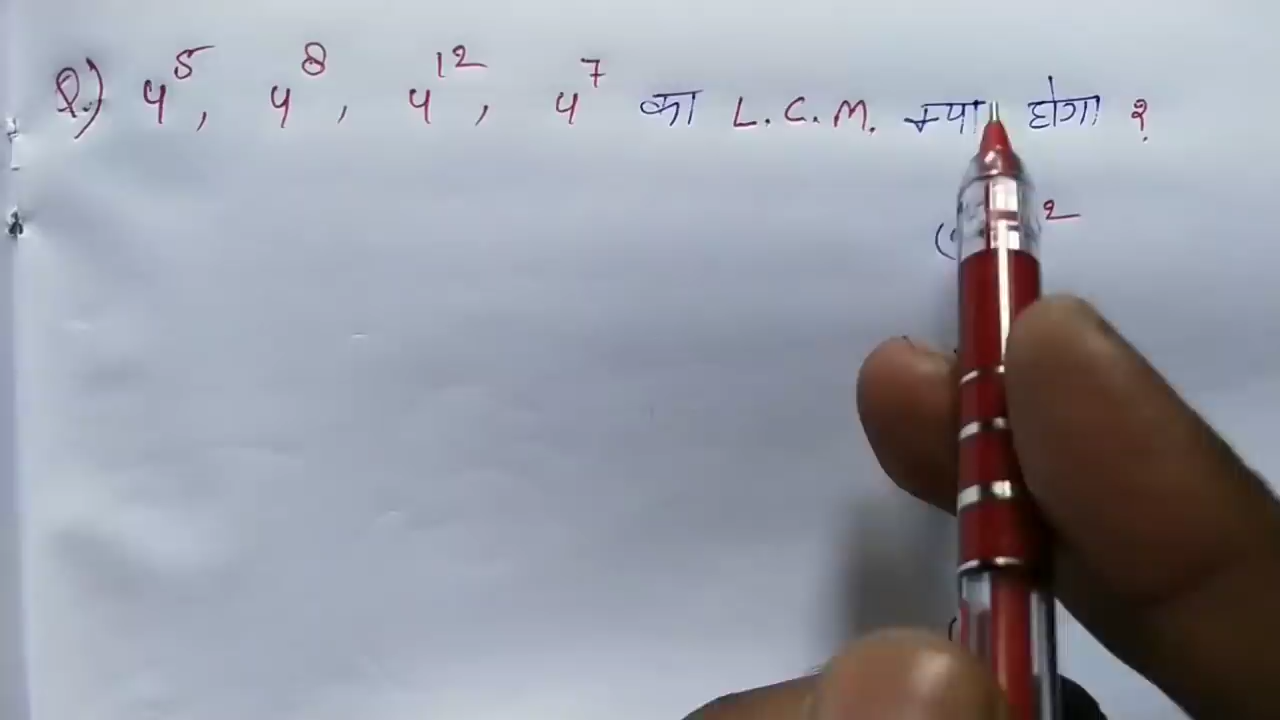 Q.) 4⁵, 4⁸, 4¹², 4⁷ का L.C.M. क्या होगा ?